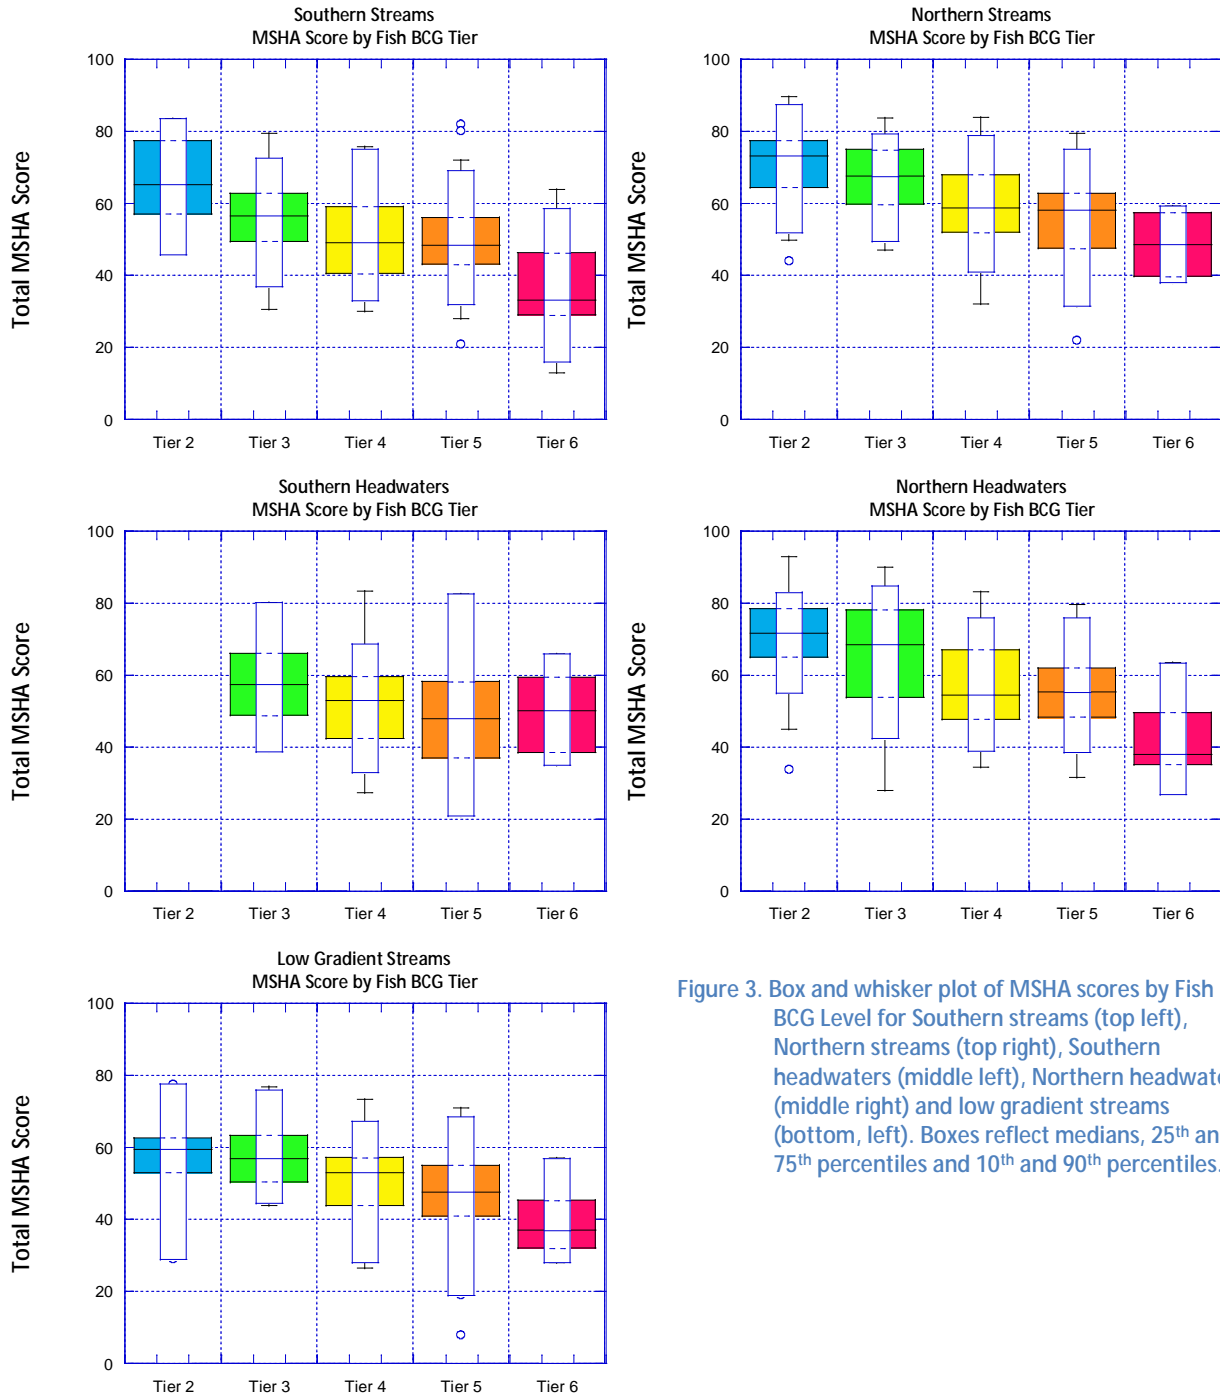 Southern Streams
MSHA Score by Fish BCG Tier
Total MSHA Score
100
80
60
40
20
0
Tier 2 Tier 3 Tier 4 Tier 5 Tier 6
Northern Streams
MSHA Score by Fish BCG Tier
Total MSHA Score
100
80
60
40
20
0
Tier 2 Tier 3 Tier 4 Tier 5 Tier 6
Southern Headwaters
MSHA Score by Fish BCG Tier
Total MSHA Score
100
80
60
40
20
0
Tier 2 Tier 3 Tier 4 Tier 5 Tier 6
Northern Headwaters
MSHA Score by Fish BCG Tier
Total MSHA Score
100
80
60
40
20
0
Tier 2 Tier 3 Tier 4 Tier 5 Tier 6
Low Gradient Streams
MSHA Score by Fish BCG Tier
Total MSHA Score
100
80
60
40
20
0
Tier 2 Tier 3 Tier 4 Tier 5 Tier 6
Figure 3. Box and whisker plot of MSHA scores by Fish
BCG Level for Southern streams (top left),
Northern streams (top right), Southern
headwaters (middle left), Northern
(middle right) and low gradient streams
(bottom, left). Boxes reflect medians, 25th
75th percentiles and 10th and 90th percentiles.